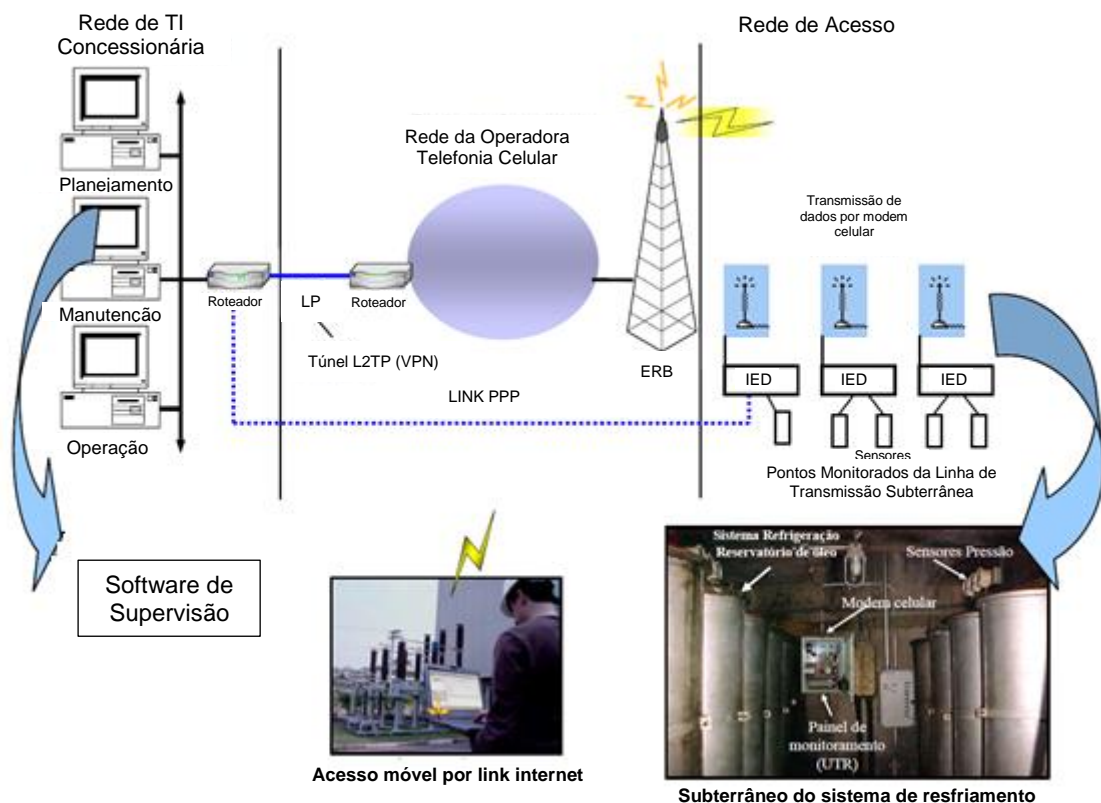 Rede de TI
Concessionária
Rede de Acesso
Rede da Operadora
Telefonia Celular
Planejamento
Transmissão de
dados por modem
celular
Manutencão
Roteador
LP
Roteador
Túnel L2TP (VPN)
ERB
IED
IED
IED
LINK PPP
Operação
Sensores
Pontos Monitorados da Linha de
Transmissão Subterrânea
Software de
Supervisão
Sistema Refrigeração
Reservatório de óleo
Sensores Pressão
Modem celular
Painel de
monitoramento
(UTR)
Acesso móvel por link internet
Subterrâneo do sistema de resfriamento